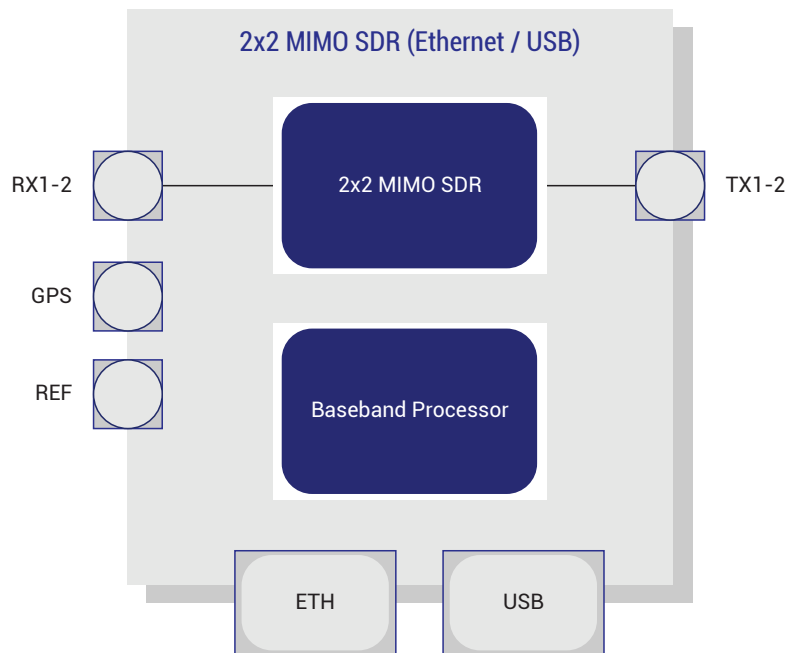 2x2 MIMO SDR (Ethernet / USB)
RX1-2
2x2 MIMO SDR
TX1-2
GPS
REF
Baseband Processor
ETH
USB